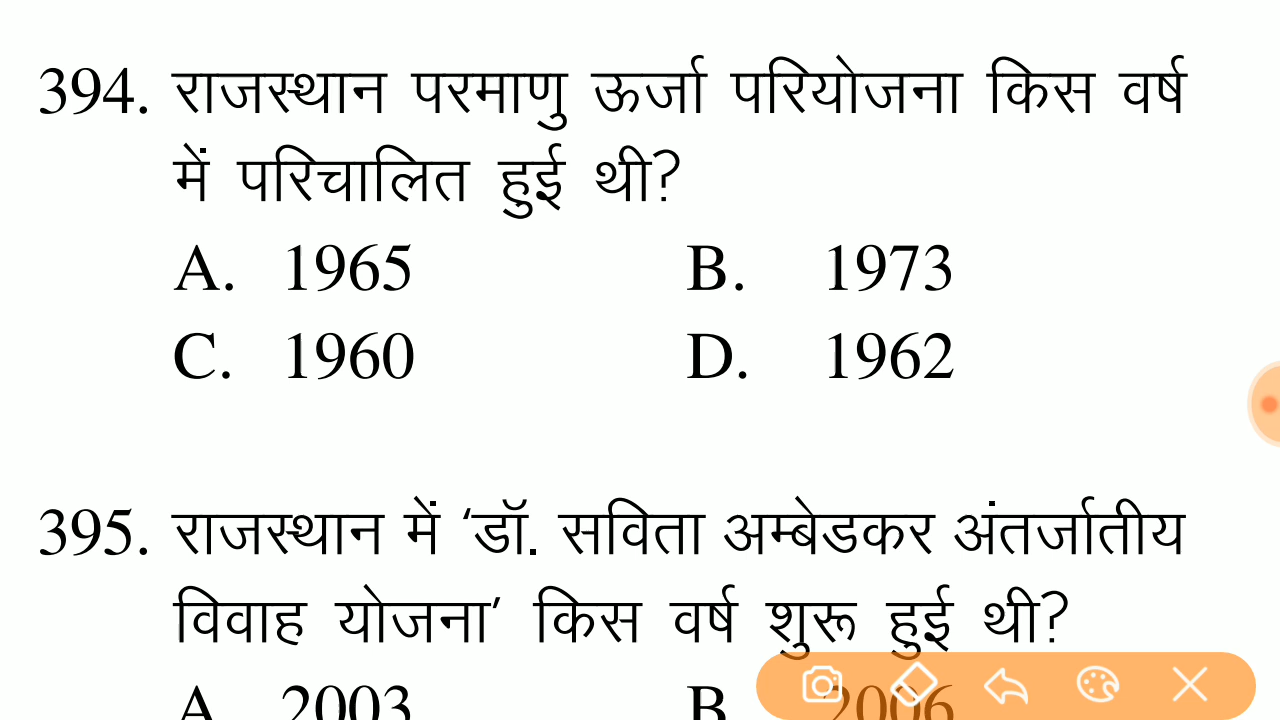 394. राजस्थान परमाणु ऊर्जा परियोजना किस वर्ष
में परिचालित हुई थी?
A. 1965 B. 1973
C. 1960 D. 1962
395. राजस्थान में ‘डॉ. सविता अम्बेडकर अंतर्जातीय
विवाह योजना’ किस वर्ष शुरू हुई थी?
A 2003 B 2006